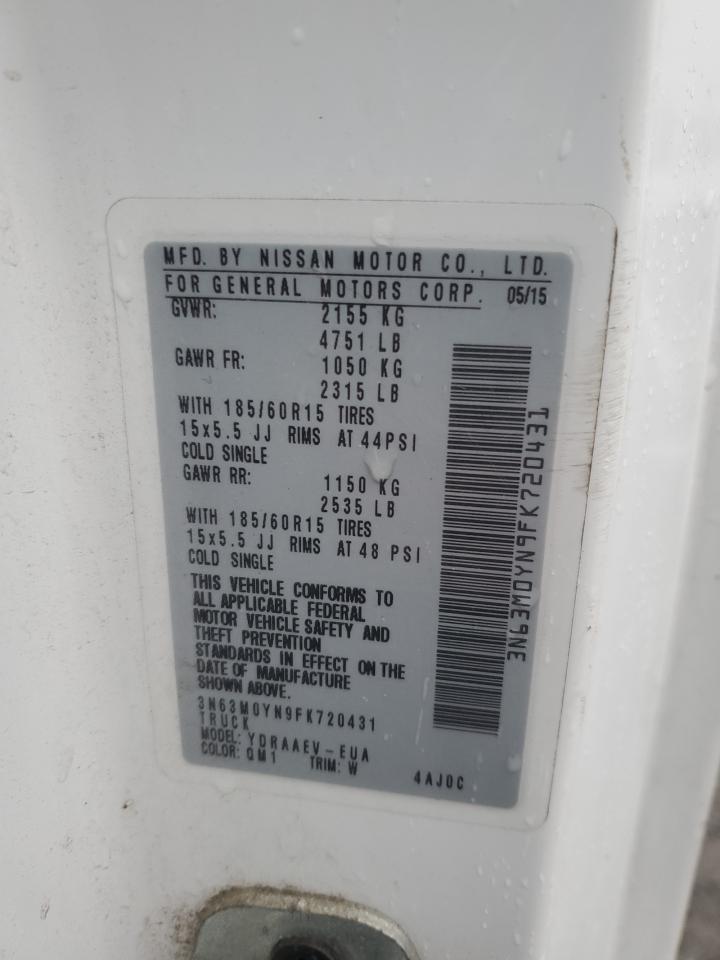 MFD. BY NISSAN MOTOR CO., LTD.
FOR GENERAL MOTORS CORP. 05/15
GVWR: 2155 KG
4751 LB
GAWR FR: 1050 KG
2315 LB
WITH 185/60R15 TIRES
15x5.5 JJ RIMS AT 44PSI
COLD SINGLE
GAWR RR: 1150 KG
2535 LB
WITH 185/60R15 TIRES
15x5.5 JJ RIMS AT 48 PSI
COLD SINGLE
THIS VEHICLE CONFORMS TO
ALL APPLICABLE FEDERAL
MOTOR VEHICLE SAFETY AND
THEFT PREVENTION
STANDARDS IN EFFECT ON THE
DATE OF MANUFACTURE
SHOWN ABOVE.
3N63M0YN9FK720431
TRUCK
MODEL: YDRAAEV-EUA
COLOR: QM1 TRIM: W
4AJ0C
3N63M0YN9FK720431